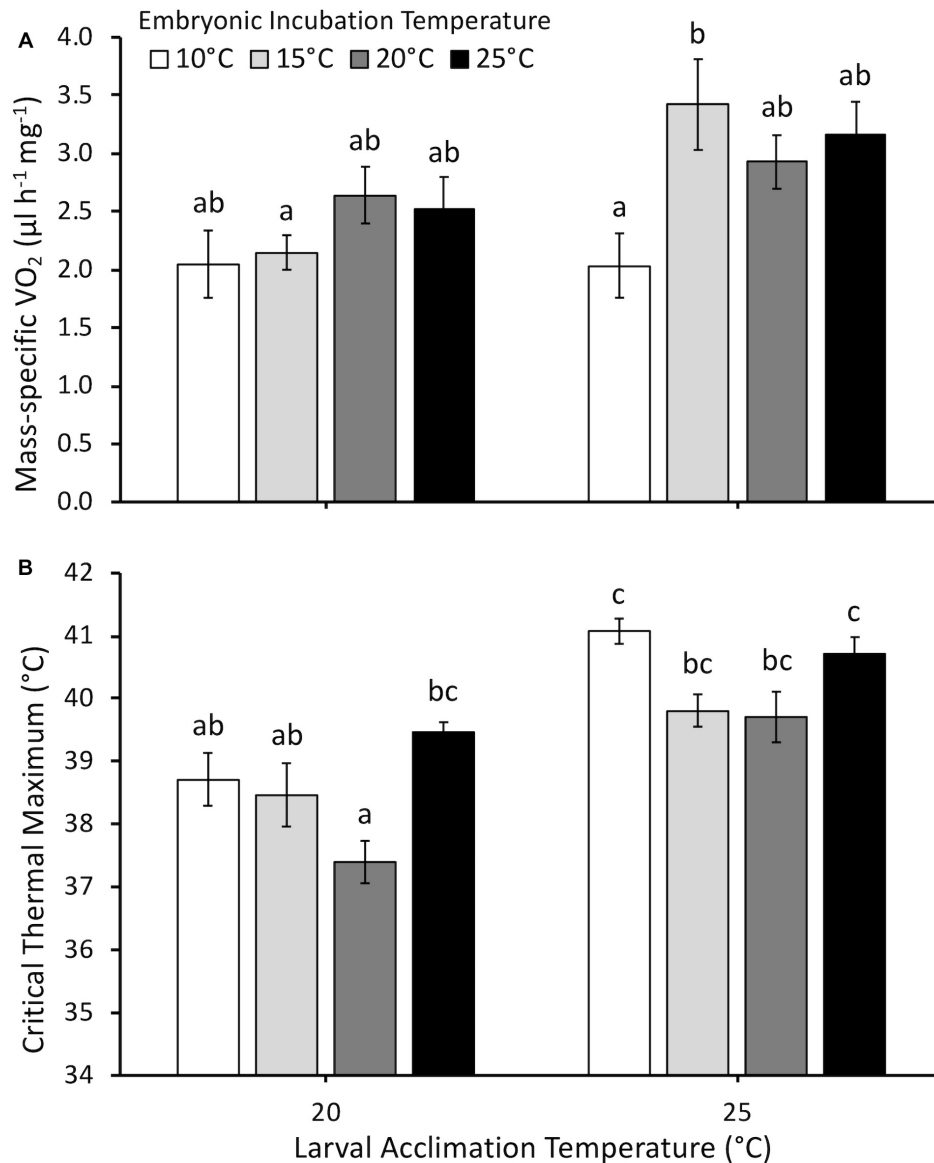 Embryonic Incubation Temperature
A
10°C 15°C 20°C 25°C
4.0
3.5
3.0
2.5
2.0
1.5
1.0
0.5
0.0
Mass-specific VO₂ (µl h⁻¹ mg⁻¹)
ab
a
ab
ab
a
b
ab
ab
B
42
41
40
39
38
37
36
35
34
Critical Thermal Maximum (°C)
ab
ab
a
bc
c
bc
bc
c
20 25
Larval Acclimation Temperature (°C)